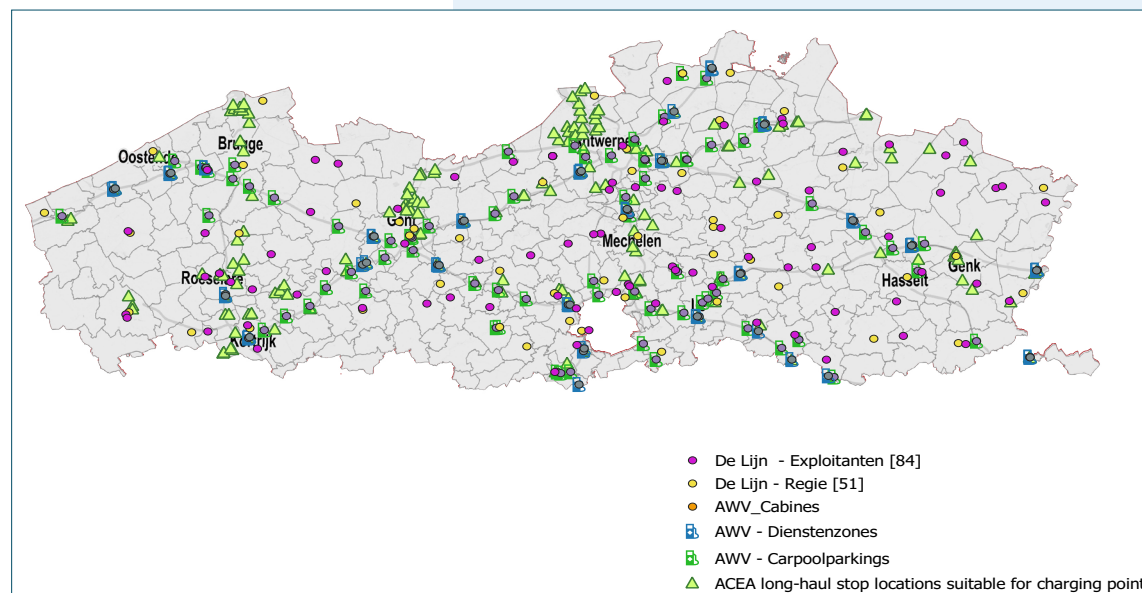 Brugge
Oostende
Antwerpen
Gent
Mechelen
Roeselare
Genk
Hasselt
Kortrijk
De Lijn - Exploitanten [84]
De Lijn - Regie [51]
AWV_Cabines
AWV - Dienstenzones
AWV - Carpoolparkings
ACEA long-haul stop locations suitable for charging point